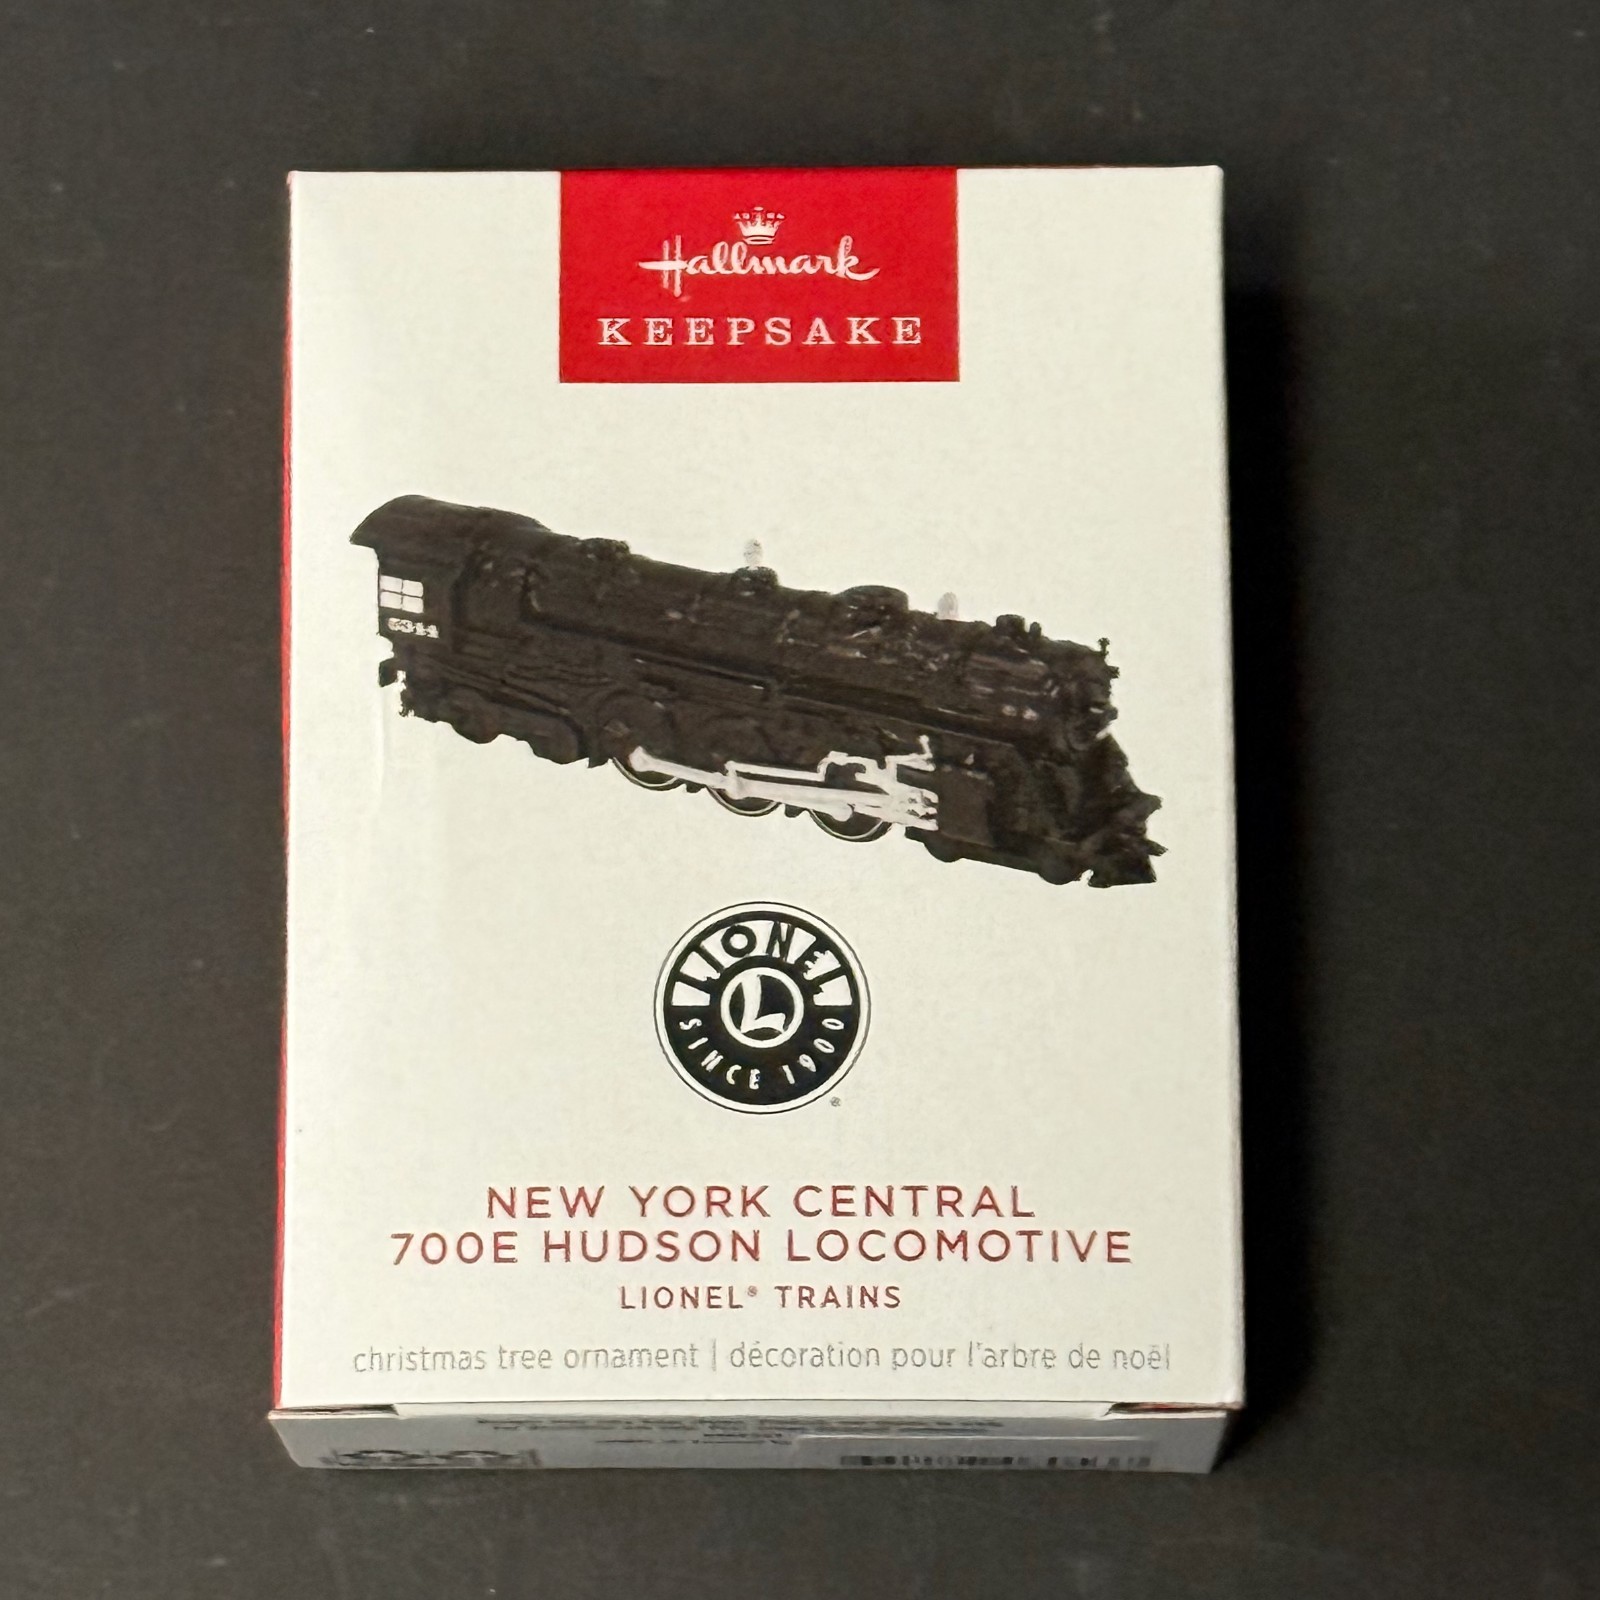 Hallmark
KEEPSAKE
5344
LIONEL
L
SINCE 1900
®
NEW YORK CENTRAL
700E HUDSON LOCOMOTIVE
LIONEL® TRAINS
christmas tree ornament | décoration pour l'arbre de noël